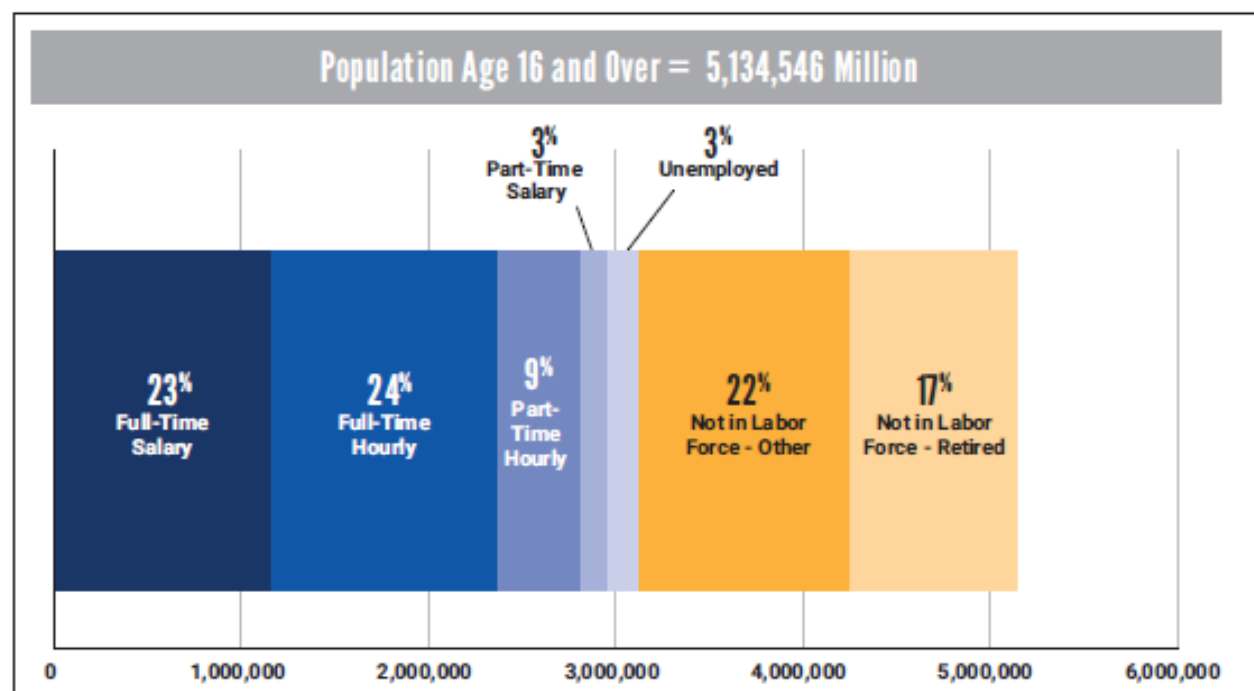 Population Age 16 and Over = 5,134,546 Million
3%
Part-Time
Salary
3%
Unemployed
23%
Full-Time
Salary
24%
Full-Time
Hourly
9%
Part-
Time
Hourly
22%
Not in Labor
Force - Other
17%
Not in Labor
Force - Retired
0
1,000,000
2,000,000
3,000,000
4,000,000
5,000,000
6,000,000